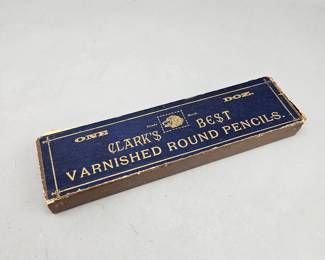 ONE DOZ.
CLARK'S BEST
VARNISHED ROUND PENCILS.